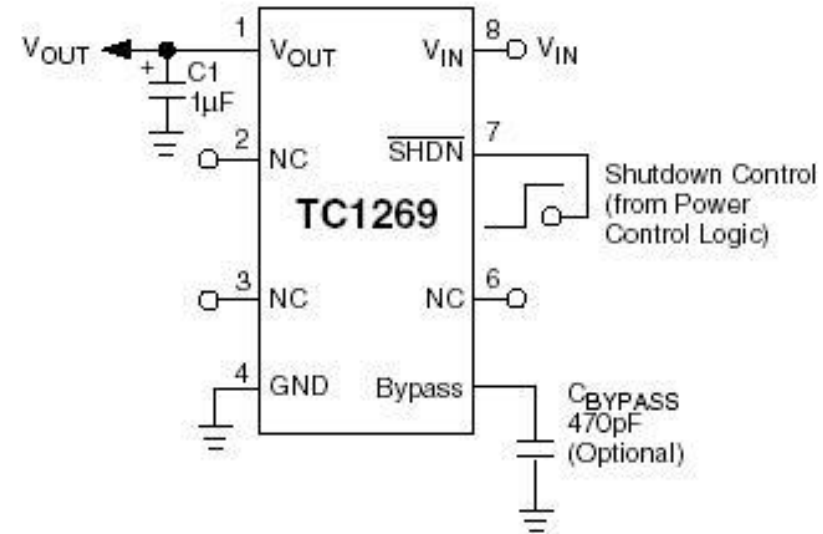 1
8
VOUT
VOUT
VIN
VIN
+
C1
1µF
2
NC
SHDN
7
Shutdown Control
(from Power
Control Logic)
TC1269
3
NC
NC
6
4
GND
Bypass
CBYPASS
470pF
(Optional)